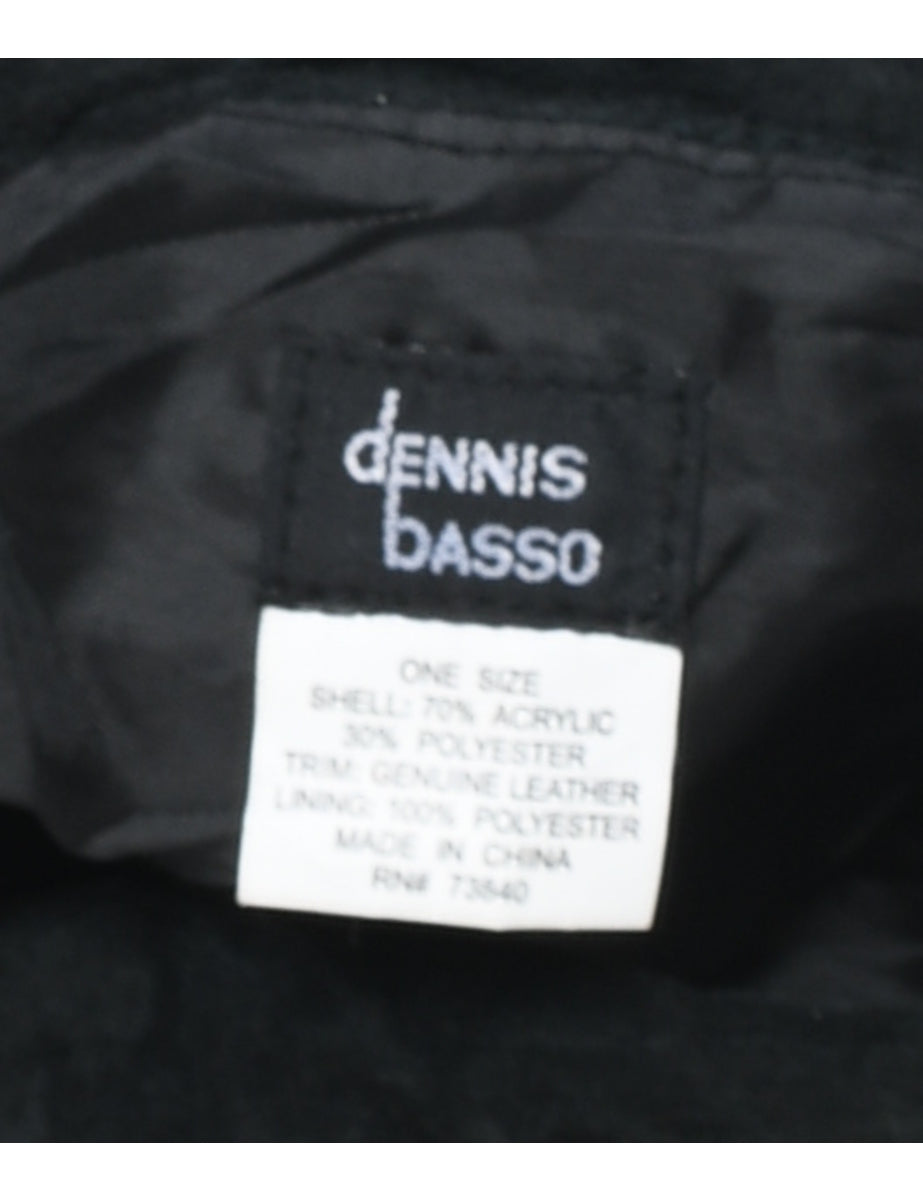 dENNIS
bASSO
ONE SIZE
SHELL: 70% ACRYLIC
30% POLYESTER
TRIM: GENUINE LEATHER
LINING: 100% POLYESTER
MADE IN CHINA
RN# 73840